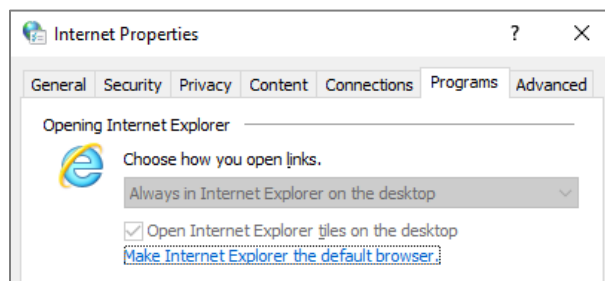 Internet Properties
General Security Privacy Content Connections Programs Advanced
Opening Internet Explorer
Choose how you open links.
Always in Internet Explorer on the desktop
Open Internet Explorer tiles on the desktop
Make Internet Explorer the default browser.